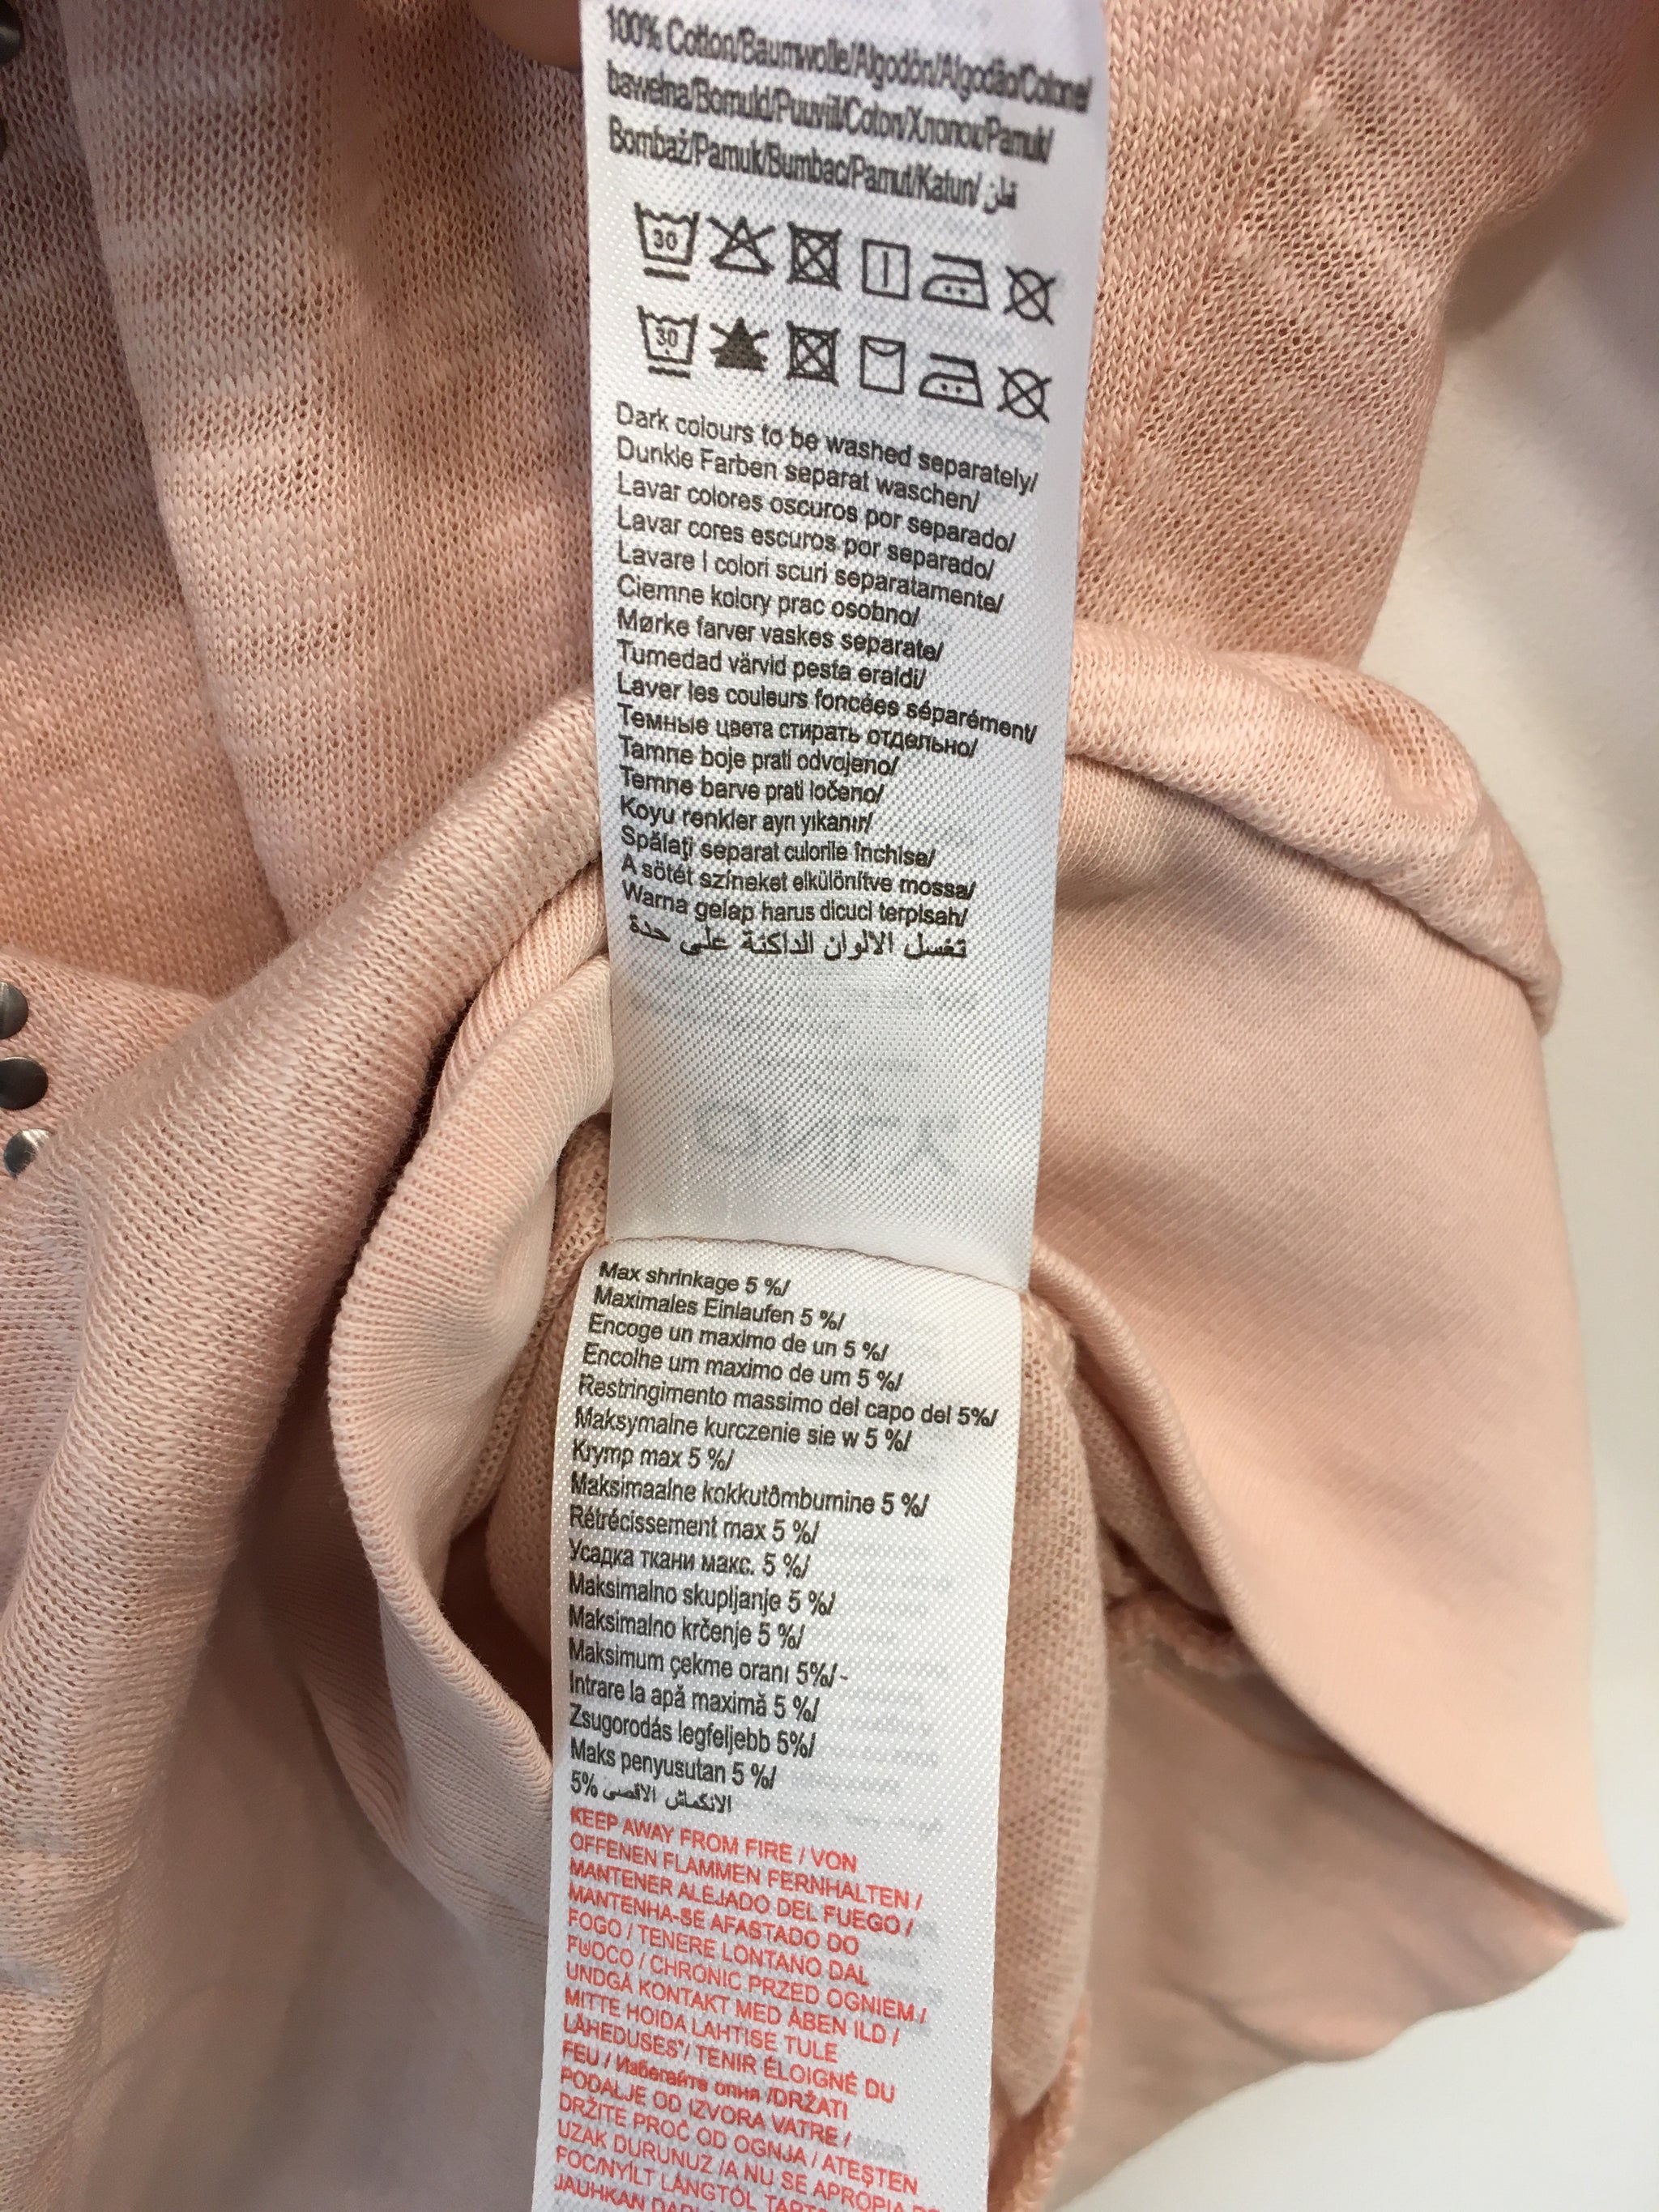 100% Cotton/Baumwolle/Algodón/Algodão/Cotone/
bawełna/Bomuld/Puuvill/Coton/Хлопок/Pamuk/
Bombaž/Pamuk/Bumbac/Pamut/Katun/ قطن
30
30
Dark colours to be washed separately/
Dunkle Farben separat waschen/
Lavar colores oscuros por separado/
Lavar cores escuros por separado/
Lavare I colori scuri separatamente/
Ciemne kolory prac osobno/
Mørke farver vaskes separate/
Tumedad värvid pesta eraldi/
Laver les couleurs foncées séparément/
Темные цвета стирать отдельно/
Tamne boje prati odvojeno/
Temne barve prati ločeno/
Koyu renkler ayrı yıkanır/
Spălaţi separat culorile închise/
A sötét színeket elkülönítve mossa/
Warna gelap harus dicuci terpisah/
تغسل الالوان الداكنة على حدة
Max shrinkage 5 %/
Maximales Einlaufen 5 %/
Encoge un maximo de un 5 %/
Encolhe um maximo de um 5 %/
Restringimento massimo del capo del 5%/
Maksymalne kurczenie sie w 5 %/
Krymp max 5 %/
Maksimaalne kokkutõmbumine 5 %/
Rétrécissement max 5 %/
Усадка ткани макс. 5 %/
Maksimalno skupljanje 5 %/
Maksimalno krčenje 5 %/
Maksimum çekme oranı 5%/-
Intrare la apă maximă 5 %/
Zsugorodás legfeljebb 5%/
Maks penyusutan 5 %/
الانكماش الاقصى 5%
KEEP AWAY FROM FIRE / VON
OFFENEN FLAMMEN FERNHALTEN /
MANTENER ALEJADO DEL FUEGO /
MANTENHA-SE AFASTADO DO
FOGO / TENERE LONTANO DAL
FUOCO / CHRONIC PRZED OGNIEM /
UNDGÅ KONTAKT MED ÅBEN ILD /
MITTE HOIDA LAHTISE TULE
LÄHEDUSES"/ TENIR ÉLOIGNÉ DU
FEU / Избегайте огня /DRŽATI
PODALJE OD IZVORA VATRE /
DRŽITE PROČ OD OGNJA / ATEŞTEN
UZAK DURUNUZ /A NU SE APROPIA DE
FOC/NYÍLT LÁNGTÓL
JAUHKAN